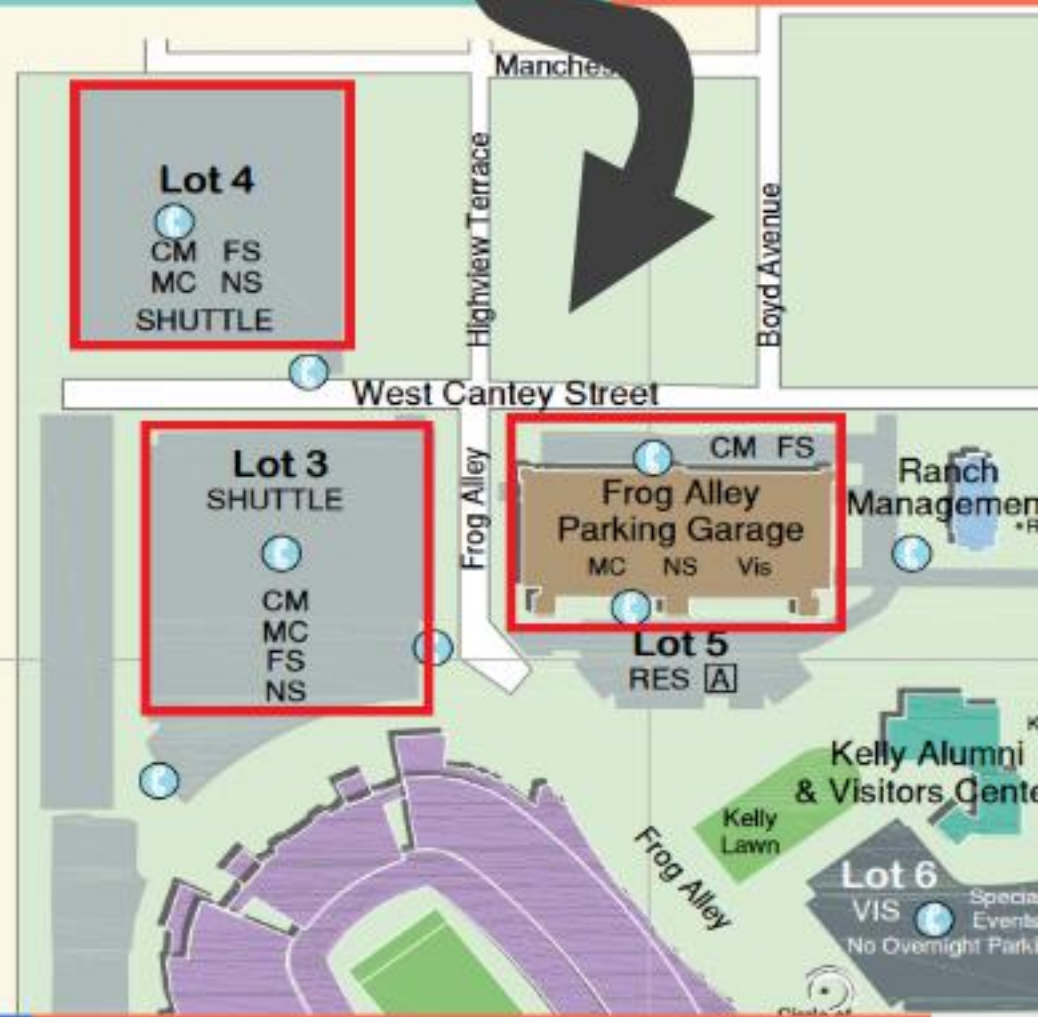 Manches
Highview Terrace
Boyd Avenue
Lot 4
CM FS
MC NS
SHUTTLE
West Cantey Street
Lot 3
SHUTTLE
CM
MC
FS
NS
Frog Alley
CM FS
Frog Alley
Parking Garage
MC NS Vis
Ranch
Managemen
•R
Lot 5
RES A
Kelly Alumni
& Visitors Cente
K
Kelly
Lawn
Frog Alley
Lot 6
VIS
Specia
Events
No Overnight Parki
Circle of